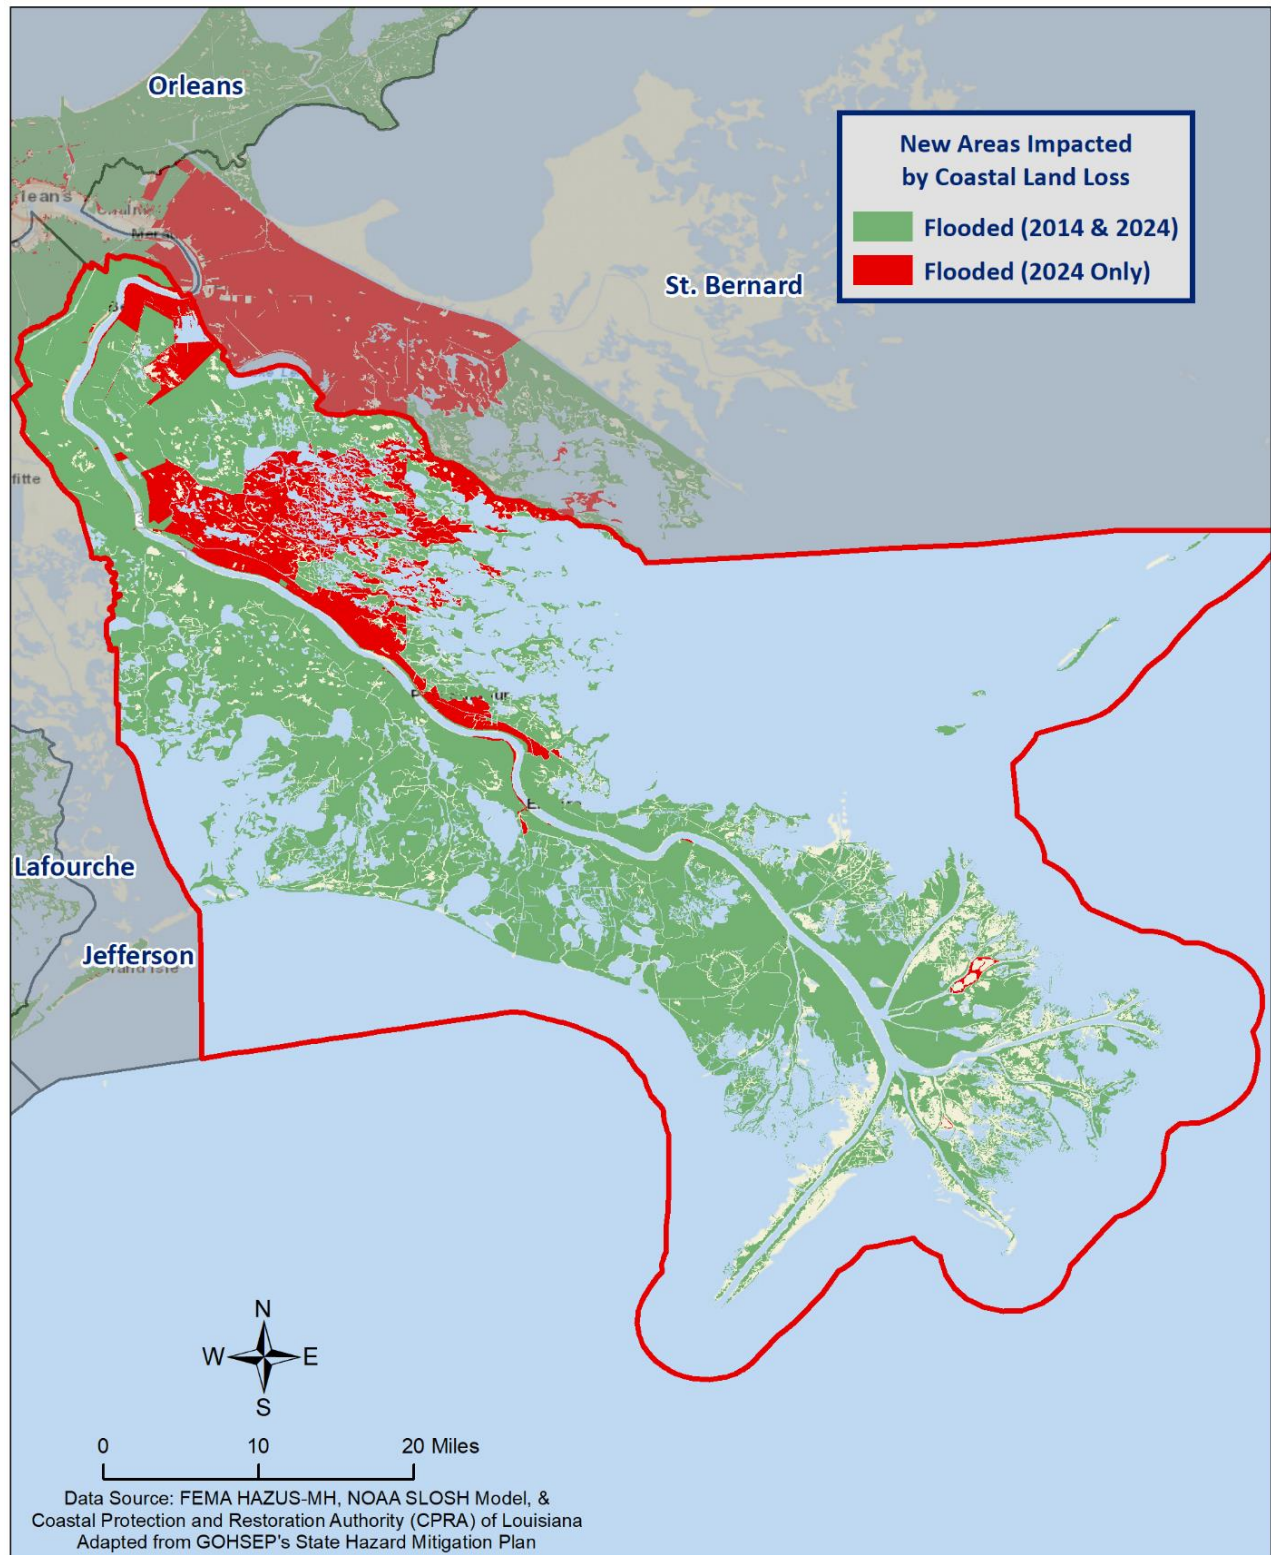 Orleans
New Areas Impacted
by Coastal Land Loss
Flooded (2014 & 2024)
Flooded (2024 Only)
St. Bernard
Lafourche
Jefferson
N
W E
S
0 10 20 Miles
Data Source: FEMA HAZUS-MH, NOAA SLOSH Model, &
Coastal Protection and Restoration Authority (CPRA) of Louisiana
Adapted from GOHSEP's State Hazard Mitigation Plan